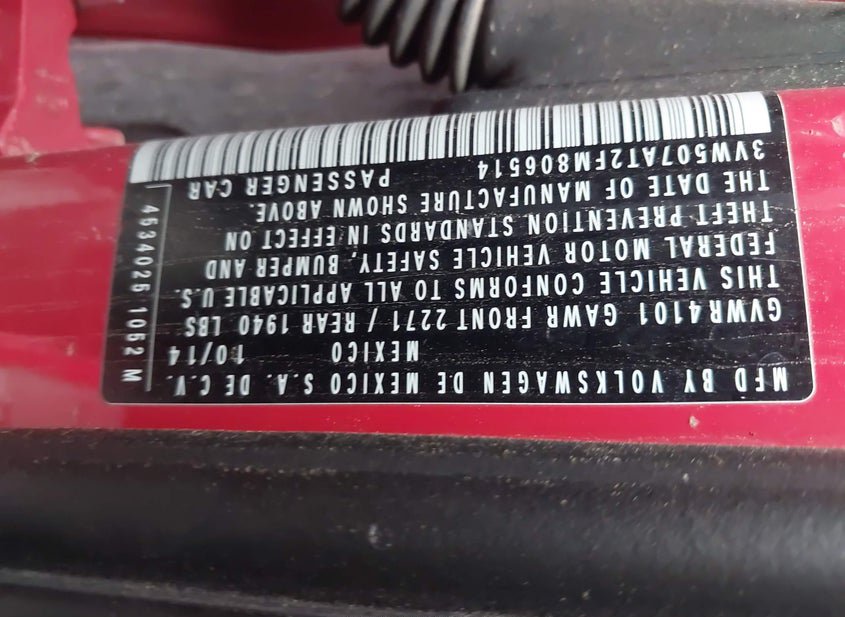 MFD BY VOLKSWAGEN DE MEXICO S.A. DE C.V.
MEXICO 10/14
GVWR4101 GAWR FRONT 2271 / REAR 1940 LBS.
THIS VEHICLE CONFORMS TO ALL APPLICABLE U.S.
FEDERAL MOTOR VEHICLE SAFETY, BUMPER AND
THEFT PREVENTION STANDARDS IN EFFECT ON
THE DATE OF MANUFACTURE SHOWN ABOVE.
3VW507AT2FM806514 PASSENGER CAR
4534025 1052 M